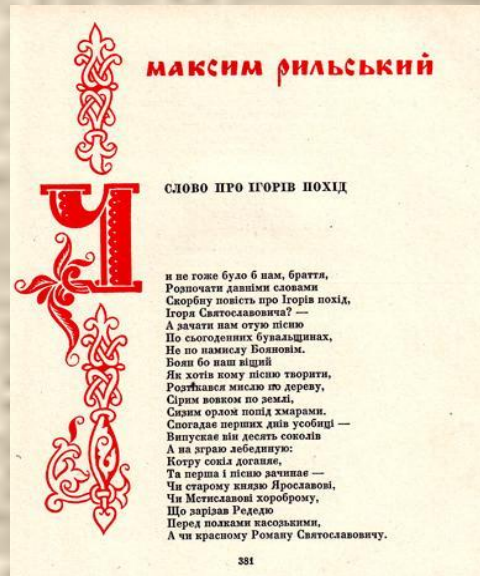 максим рильський
СЛОВО ПРО ІГОРІВ ПОХІД
Чи не гоже було б нам, браття,
Розпочати давніми словами
Скорбну повість про Ігорів похід,
Ігоря Святославовича? —
А зачати нам отую пісню
По сьогоденних бувальщинах,
Не по намислу Бояновім.
Боян бо наш віщий
Як хотів кому пісню творити,
Розтікався мислю по дереву,
Сірим вовком по землі,
Сизим орлом попід хмарами.
Спогадає перших днів усобиці —
Випускає він десять соколів
А на зграю лебединую:
Котру сокіл доганяє,
Та перша і пісню зачинає —
Чи старому князю Ярославові,
Чи Мстиславові хороброму,
Що зарізав Редедю
Перед полками касозькими,
А чи красному Роману Святославовичу.
381